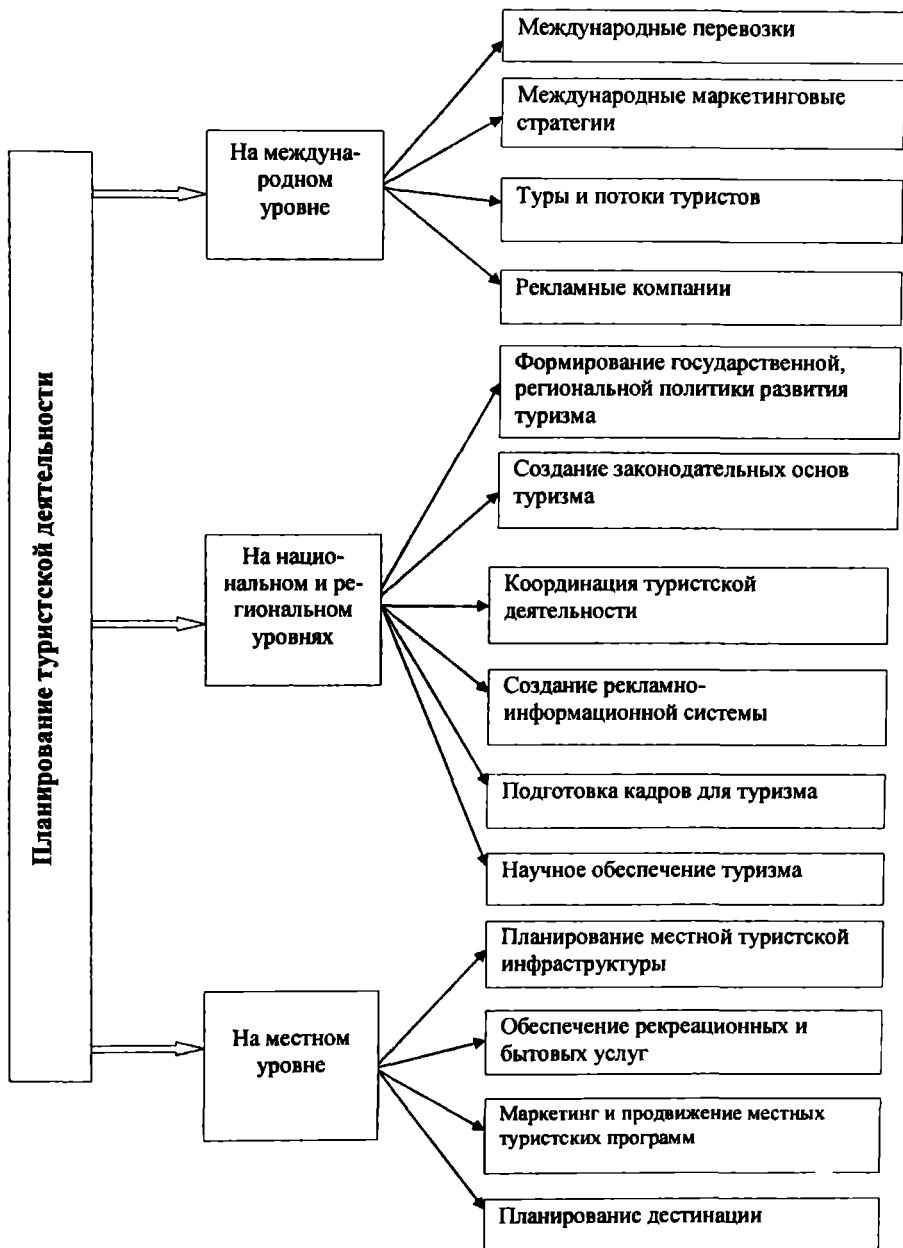 Планирование туристской деятельности
На междуна-
родном
уровне
Международные перевозки
Международные маркетинговые
стратегии
Туры и потоки туристов
Рекламные компании
На нацио-
нальном и ре-
гиональном
уровнях
Формирование государственной,
региональной политики развития
туризма
Создание законодательных основ
туризма
Координация туристской
деятельности
Создание рекламно-
информационной системы
Подготовка кадров для туризма
Научное обеспечение туризма
На местном
уровне
Планирование местной туристской
инфраструктуры
Обеспечение рекреационных и
бытовых услуг
Маркетинг и продвижение местных
туристских программ
Планирование дестинации